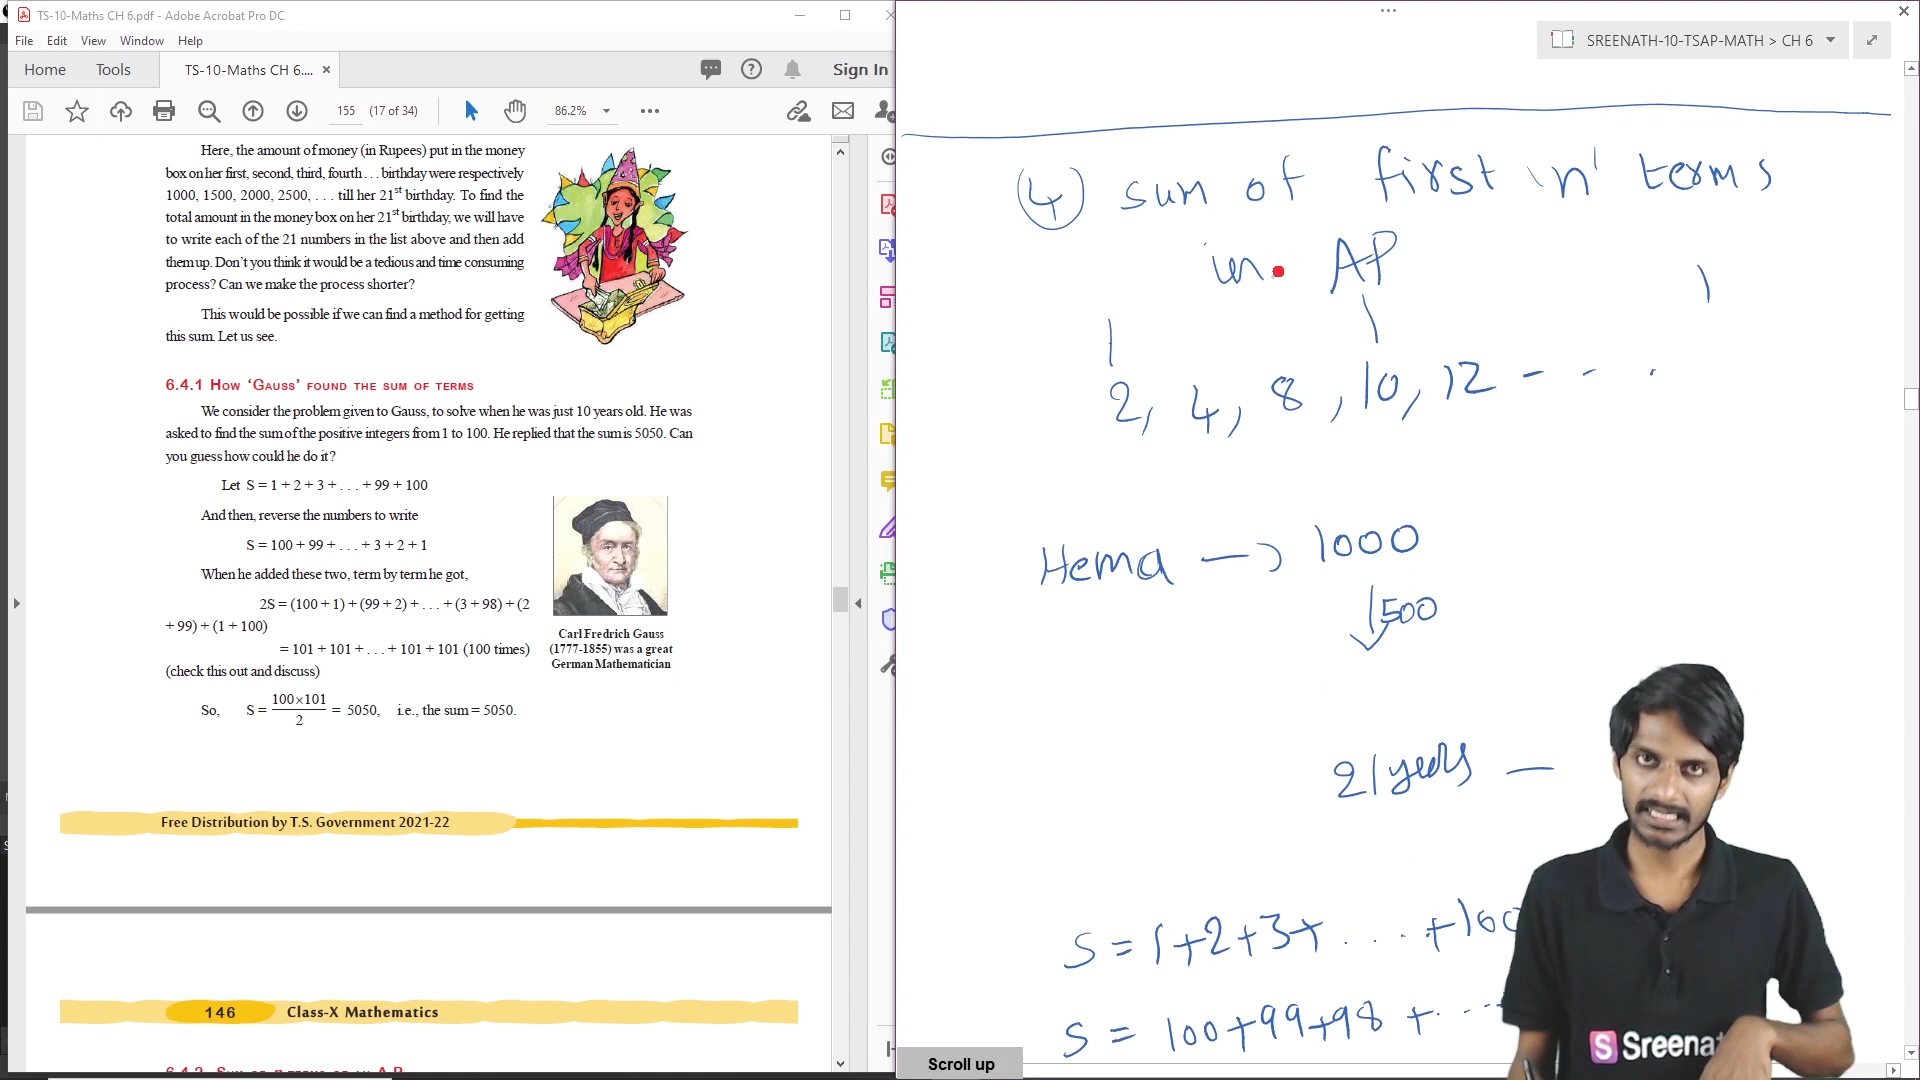 TS-10-Maths CH 6.pdf - Adobe Acrobat Pro DC
File Edit View Window Help
Home Tools TS-10-Maths CH 6.... × Sign In
155 (17 of 34) 86.2%
Here, the amount of money (in Rupees) put in the money
box on her first, second, third, fourth . . . birthday were respectively
1000, 1500, 2000, 2500, . . . till her 21st birthday. To find the
total amount in the money box on her 21st birthday, we will have
to write each of the 21 numbers in the list above and then add
them up. Don't you think it would be a tedious and time consuming
process? Can we make the process shorter?
This would be possible if we can find a method for getting
this sum. Let us see.
6.4.1 How 'Gauss' found the sum of terms
We consider the problem given to Gauss, to solve when he was just 10 years old. He was
asked to find the sum of the positive integers from 1 to 100. He replied that the sum is 5050. Can
you guess how could he do it?
Let S = 1 + 2 + 3 + . . . + 99 + 100
And then, reverse the numbers to write
S = 100 + 99 + . . . + 3 + 2 + 1
When he added these two, term by term he got,
2S = (100 + 1) + (99 + 2) + . . . + (3 + 98) + (2
+ 99) + (1 + 100)
= 101 + 101 + . . . + 101 + 101 (100 times)
(check this out and discuss)
So, S = 100×101 / 2 = 5050, i.e., the sum = 5050.
Carl Fredrich Gauss
(1777-1855) was a great
German Mathematician
Free Distribution by T.S. Government 2021-22
146 Class-X Mathematics
SREENATH-10-TSAP-MATH > CH 6
4 sum of first 'n' terms
in AP
2, 4, 8, 10, 12 - - .
Hema → 1000
1500
21 years —
S = 1+2+3+ . . . +100
S = 100+99+98 + . . .
Scroll up
S Sreena